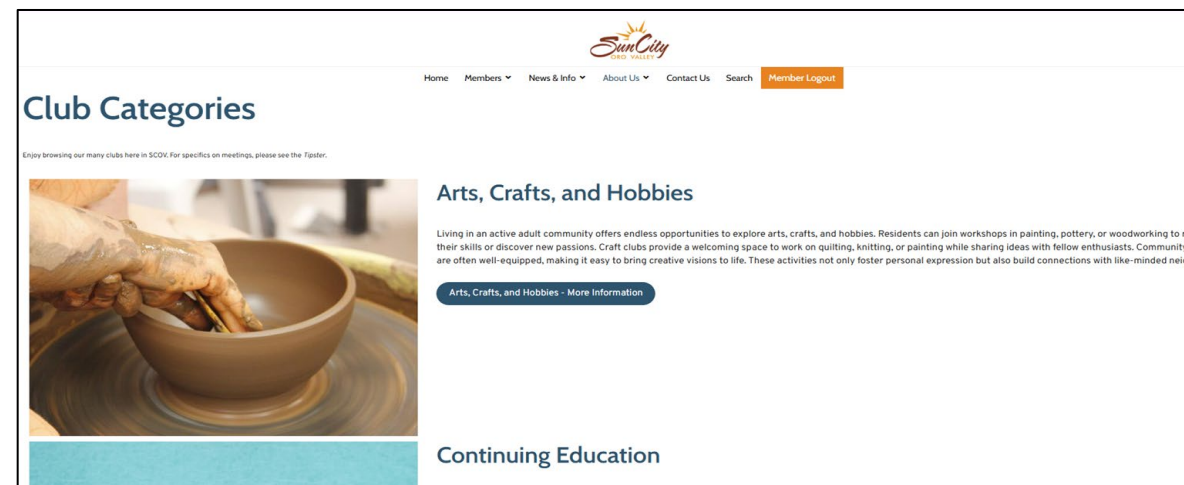 SunCity
ORO VALLEY
Home Members News & Info About Us Contact Us Search Member Logout
Club Categories
Enjoy browsing our many clubs here in SCOV. For specifics on meetings, please see the Tipster.
Arts, Crafts, and Hobbies
Living in an active adult community offers endless opportunities to explore arts, crafts, and hobbies. Residents can join workshops in painting, pottery, or woodworking to
their skills or discover new passions. Craft clubs provide a welcoming space to work on quilting, knitting, or painting while sharing ideas with fellow enthusiasts. Community
are often well-equipped, making it easy to bring creative visions to life. These activities not only foster personal expression but also build connections with like-minded
Arts, Crafts, and Hobbies - More Information
Continuing Education